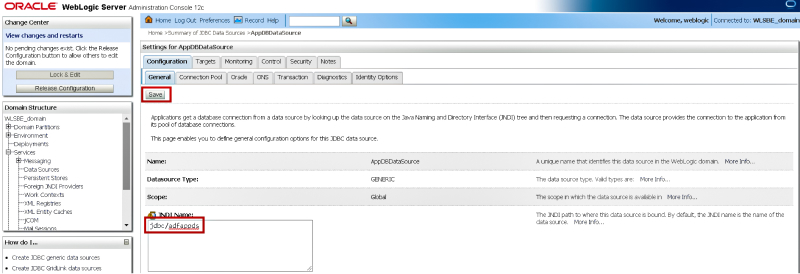 ORACLE WebLogic Server Administration Console 12c
Change Center
View changes and restarts
No pending changes exist. Click the Release
Configuration button to allow others to edit
the domain.
Lock & Edit
Release Configuration
Domain Structure
WLSBE_domain
Domain Partitions
Environment
Deployments
Services
Messaging
Data Sources
Persistent Stores
Foreign JNDI Providers
Work Contexts
XML Registries
XML Entity Caches
jCOM
Mail Sessions
How do I...
Create JDBC generic data sources
Create JDBC GridLink data sources
Home Log Out Preferences Record Help
Welcome, weblogic Connected to: WLSBE_domain
Home >Summary of JDBC Data Sources >AppDBDataSource
Settings for AppDBDataSource
Configuration Targets Monitoring Control Security Notes
General Connection Pool Oracle ONS Transaction Diagnostics Identity Options
Save
Applications get a database connection from a data source by looking up the data source on the Java Naming and Directory Interface (JNDI) tree and then requesting a connection. The data source provides the connection to the application from
its pool of database connections.
This page enables you to define general configuration options for this JDBC data source.
Name: AppDBDataSource A unique name that identifies this data source in the WebLogic domain. More Info...
Datasource Type: GENERIC The data source type. Valid types are: More Info...
Scope: Global The scope in which the data source is available in More Info...
JNDI Name: The JNDI path to where this data source is bound. By default, the JNDI name is the name of the
data source. More Info...
jdbc/adfappds